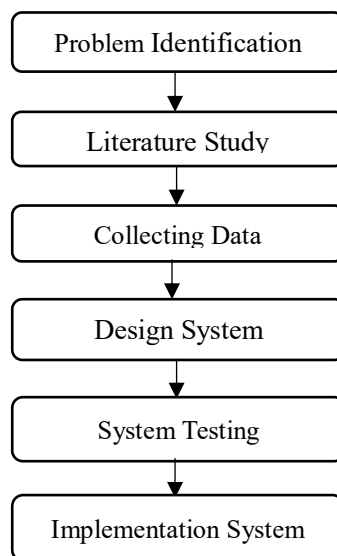 Problem Identification
Literature Study
Collecting Data
Design System
System Testing
Implementation System